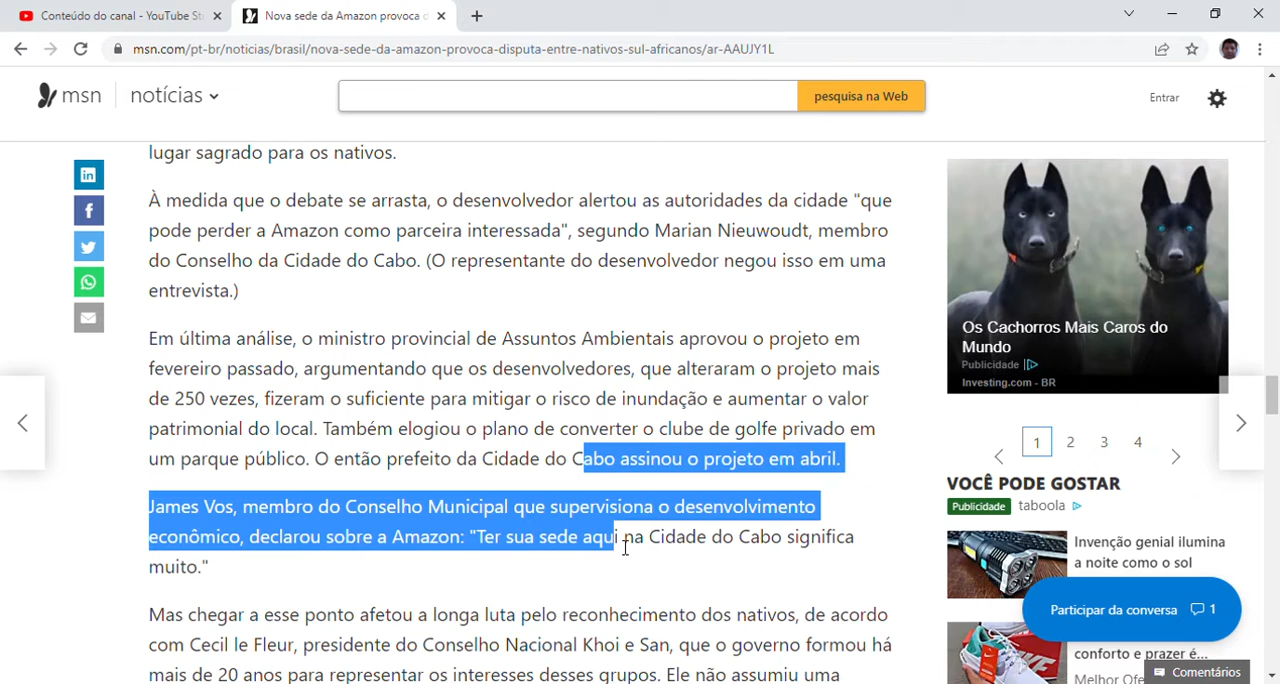 Conteúdo do canal - YouTube St
Nova sede da Amazon provoca d
msn.com/pt-br/noticias/brasil/nova-sede-da-amazon-provoca-disputa-entre-nativos-sul-africanos/ar-AAUJY1L
msn
notícias
pesquisa na Web
Entrar
lugar sagrado para os nativos.
À medida que o debate se arrasta, o desenvolvedor alertou as autoridades da cidade "que
pode perder a Amazon como parceira interessada", segundo Marian Nieuwoudt, membro
do Conselho da Cidade do Cabo. (O representante do desenvolvedor negou isso em uma
entrevista.)
Em última análise, o ministro provincial de Assuntos Ambientais aprovou o projeto em
fevereiro passado, argumentando que os desenvolvedores, que alteraram o projeto mais
de 250 vezes, fizeram o suficiente para mitigar o risco de inundação e aumentar o valor
patrimonial do local. Também elogiou o plano de converter o clube de golfe privado em
um parque público. O então prefeito da Cidade do Cabo assinou o projeto em abril.
James Vos, membro do Conselho Municipal que supervisiona o desenvolvimento
econômico, declarou sobre a Amazon: "Ter sua sede aqui na Cidade do Cabo significa
muito."
Mas chegar a esse ponto afetou a longa luta pelo reconhecimento dos nativos, de acordo
com Cecil le Fleur, presidente do Conselho Nacional Khoi e San, que o governo formou há
mais de 20 anos para representar os interesses desses grupos. Ele não assumiu uma
Os Cachorros Mais Caros do
Mundo
Publicidade
Investing.com - BR
1 2 3 4
VOCÊ PODE GOSTAR
Publicidade taboola
Invenção genial ilumina
a noite como o sol
Participar da conversa 1
conforto e praticidade é...
Melhor Ofe
Comentários